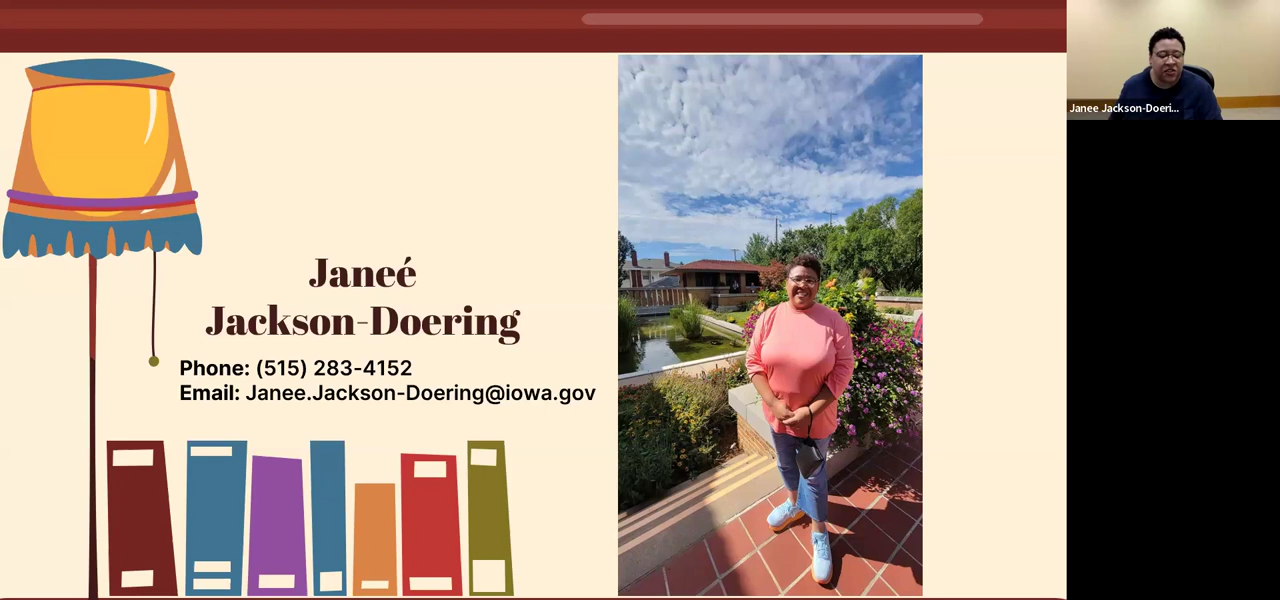 Janeé
Jackson-Doering
Phone: (515) 283-4152
Email: Janee.Jackson-Doering@iowa.gov
Janee Jackson-Doeri...